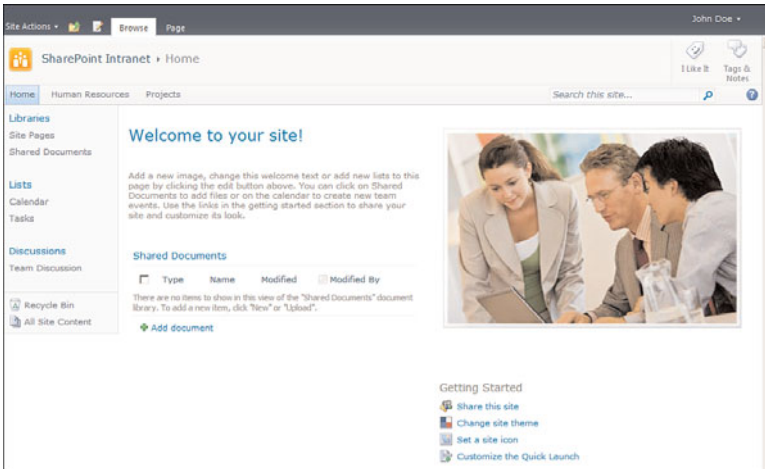 Site Actions
Browse
Page
John Doe
SharePoint Intranet ▸ Home
I Like It
Tags &
Notes
Home
Human Resources
Projects
Search this site...
Libraries
Site Pages
Shared Documents
Lists
Calendar
Tasks
Discussions
Team Discussion
Recycle Bin
All Site Content
Welcome to your site!
Add a new image, change this welcome text or add new lists to this
page by clicking the edit button above. You can click on Shared
Documents to add files or on the calendar to create new team
events. Use the links in the getting started section to share your
site and customize its look.
Shared Documents
Type Name Modified Modified By
There are no items to show in this view of the "Shared Documents" document
library. To add a new item, click "New" or "Upload".
Add document
Getting Started
Share this site
Change site theme
Set a site icon
Customize the Quick Launch